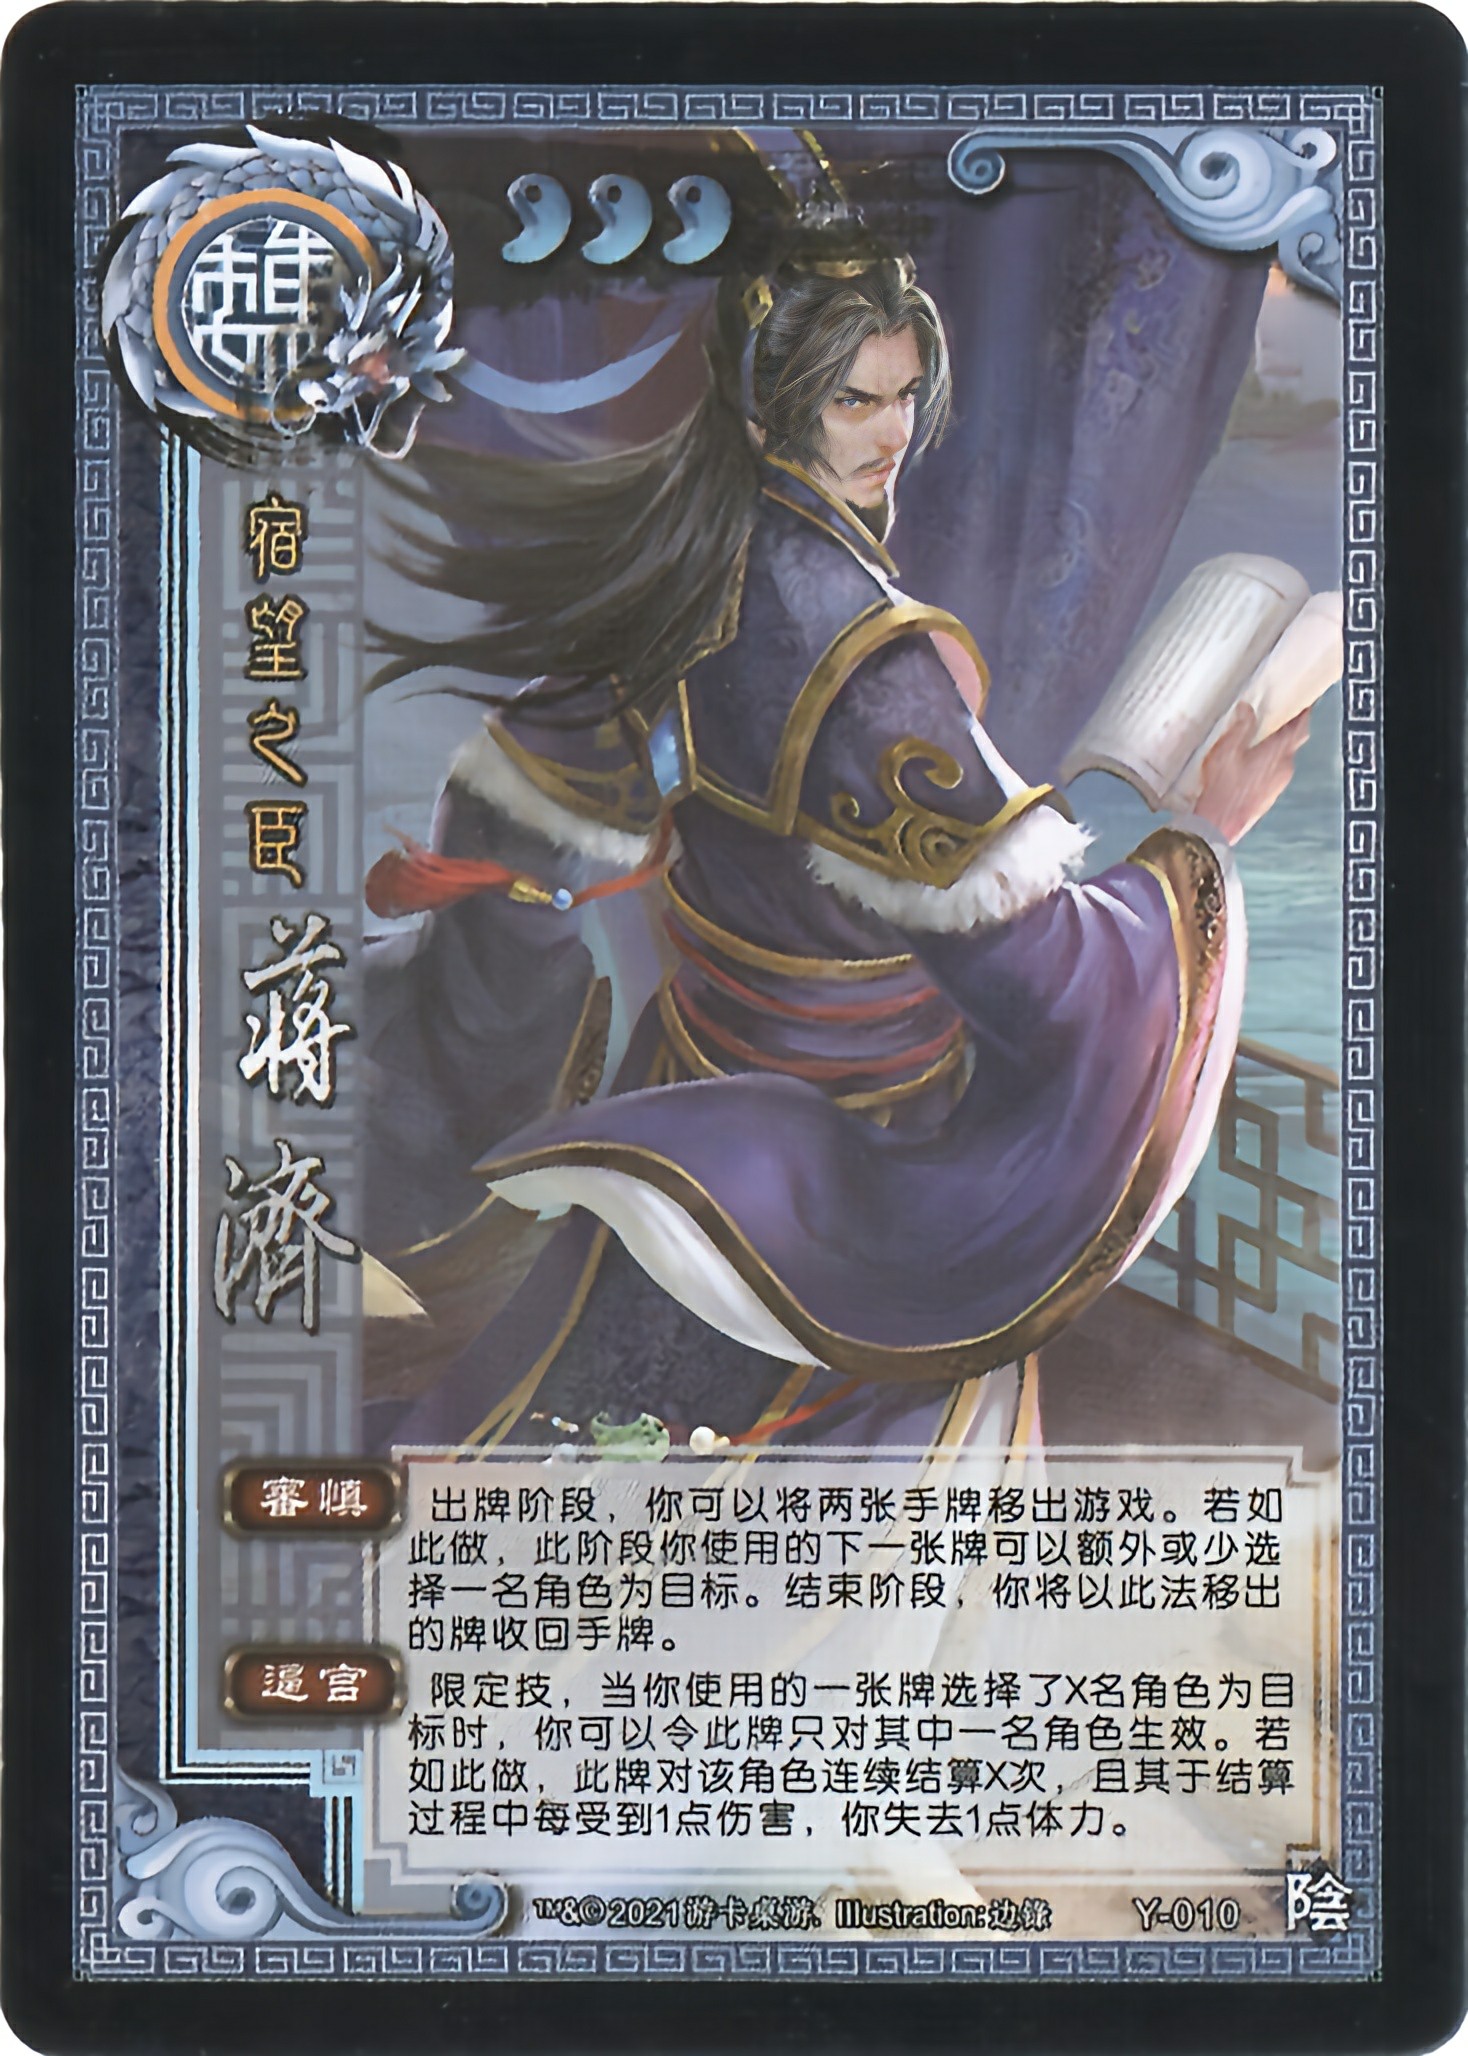 魏
宿望之臣
蔣濟
審慎
出牌阶段，你可以将两张手牌移出游戏。若如
此做，此阶段你使用的下一张牌可以额外或少选
择一名角色为目标。结束阶段，你将以此法移出
的牌收回手牌。
逼宫
限定技，当你使用的一张牌选择了X名角色为目
标时，你可以令此牌只对其中一名角色生效。若
如此做，此牌对该角色连续结算X次，且其于结算
过程中每受到1点伤害，你失去1点体力。
™&©2021游卡桌游. Illustration:边锋
Y-010
陰